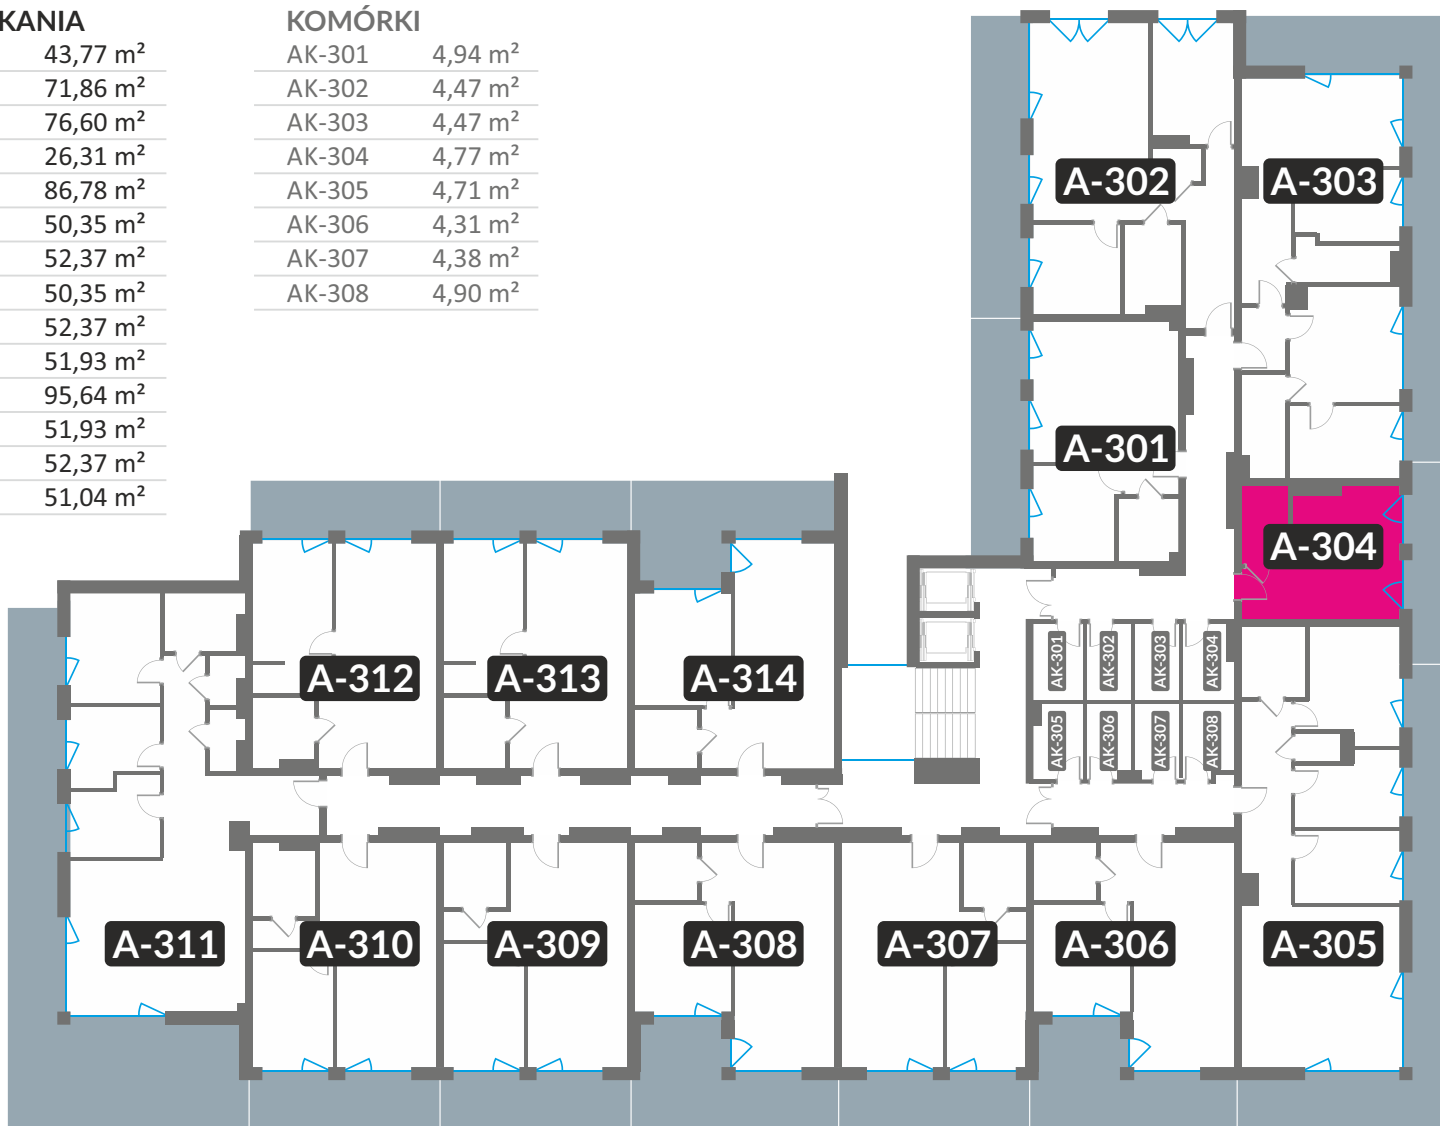 KANIA
43,77 m²
71,86 m²
76,60 m²
26,31 m²
86,78 m²
50,35 m²
52,37 m²
50,35 m²
52,37 m²
51,93 m²
95,64 m²
51,93 m²
52,37 m²
51,04 m²
KOMÓRKI
AK-301 4,94 m²
AK-302 4,47 m²
AK-303 4,47 m²
AK-304 4,77 m²
AK-305 4,71 m²
AK-306 4,31 m²
AK-307 4,38 m²
AK-308 4,90 m²
A-302
A-303
A-301
A-304
AK-301
AK-302
AK-303
AK-304
A-312
A-313
A-314
AK-305
AK-306
AK-307
AK-308
A-311
A-310
A-309
A-308
A-307
A-306
A-305